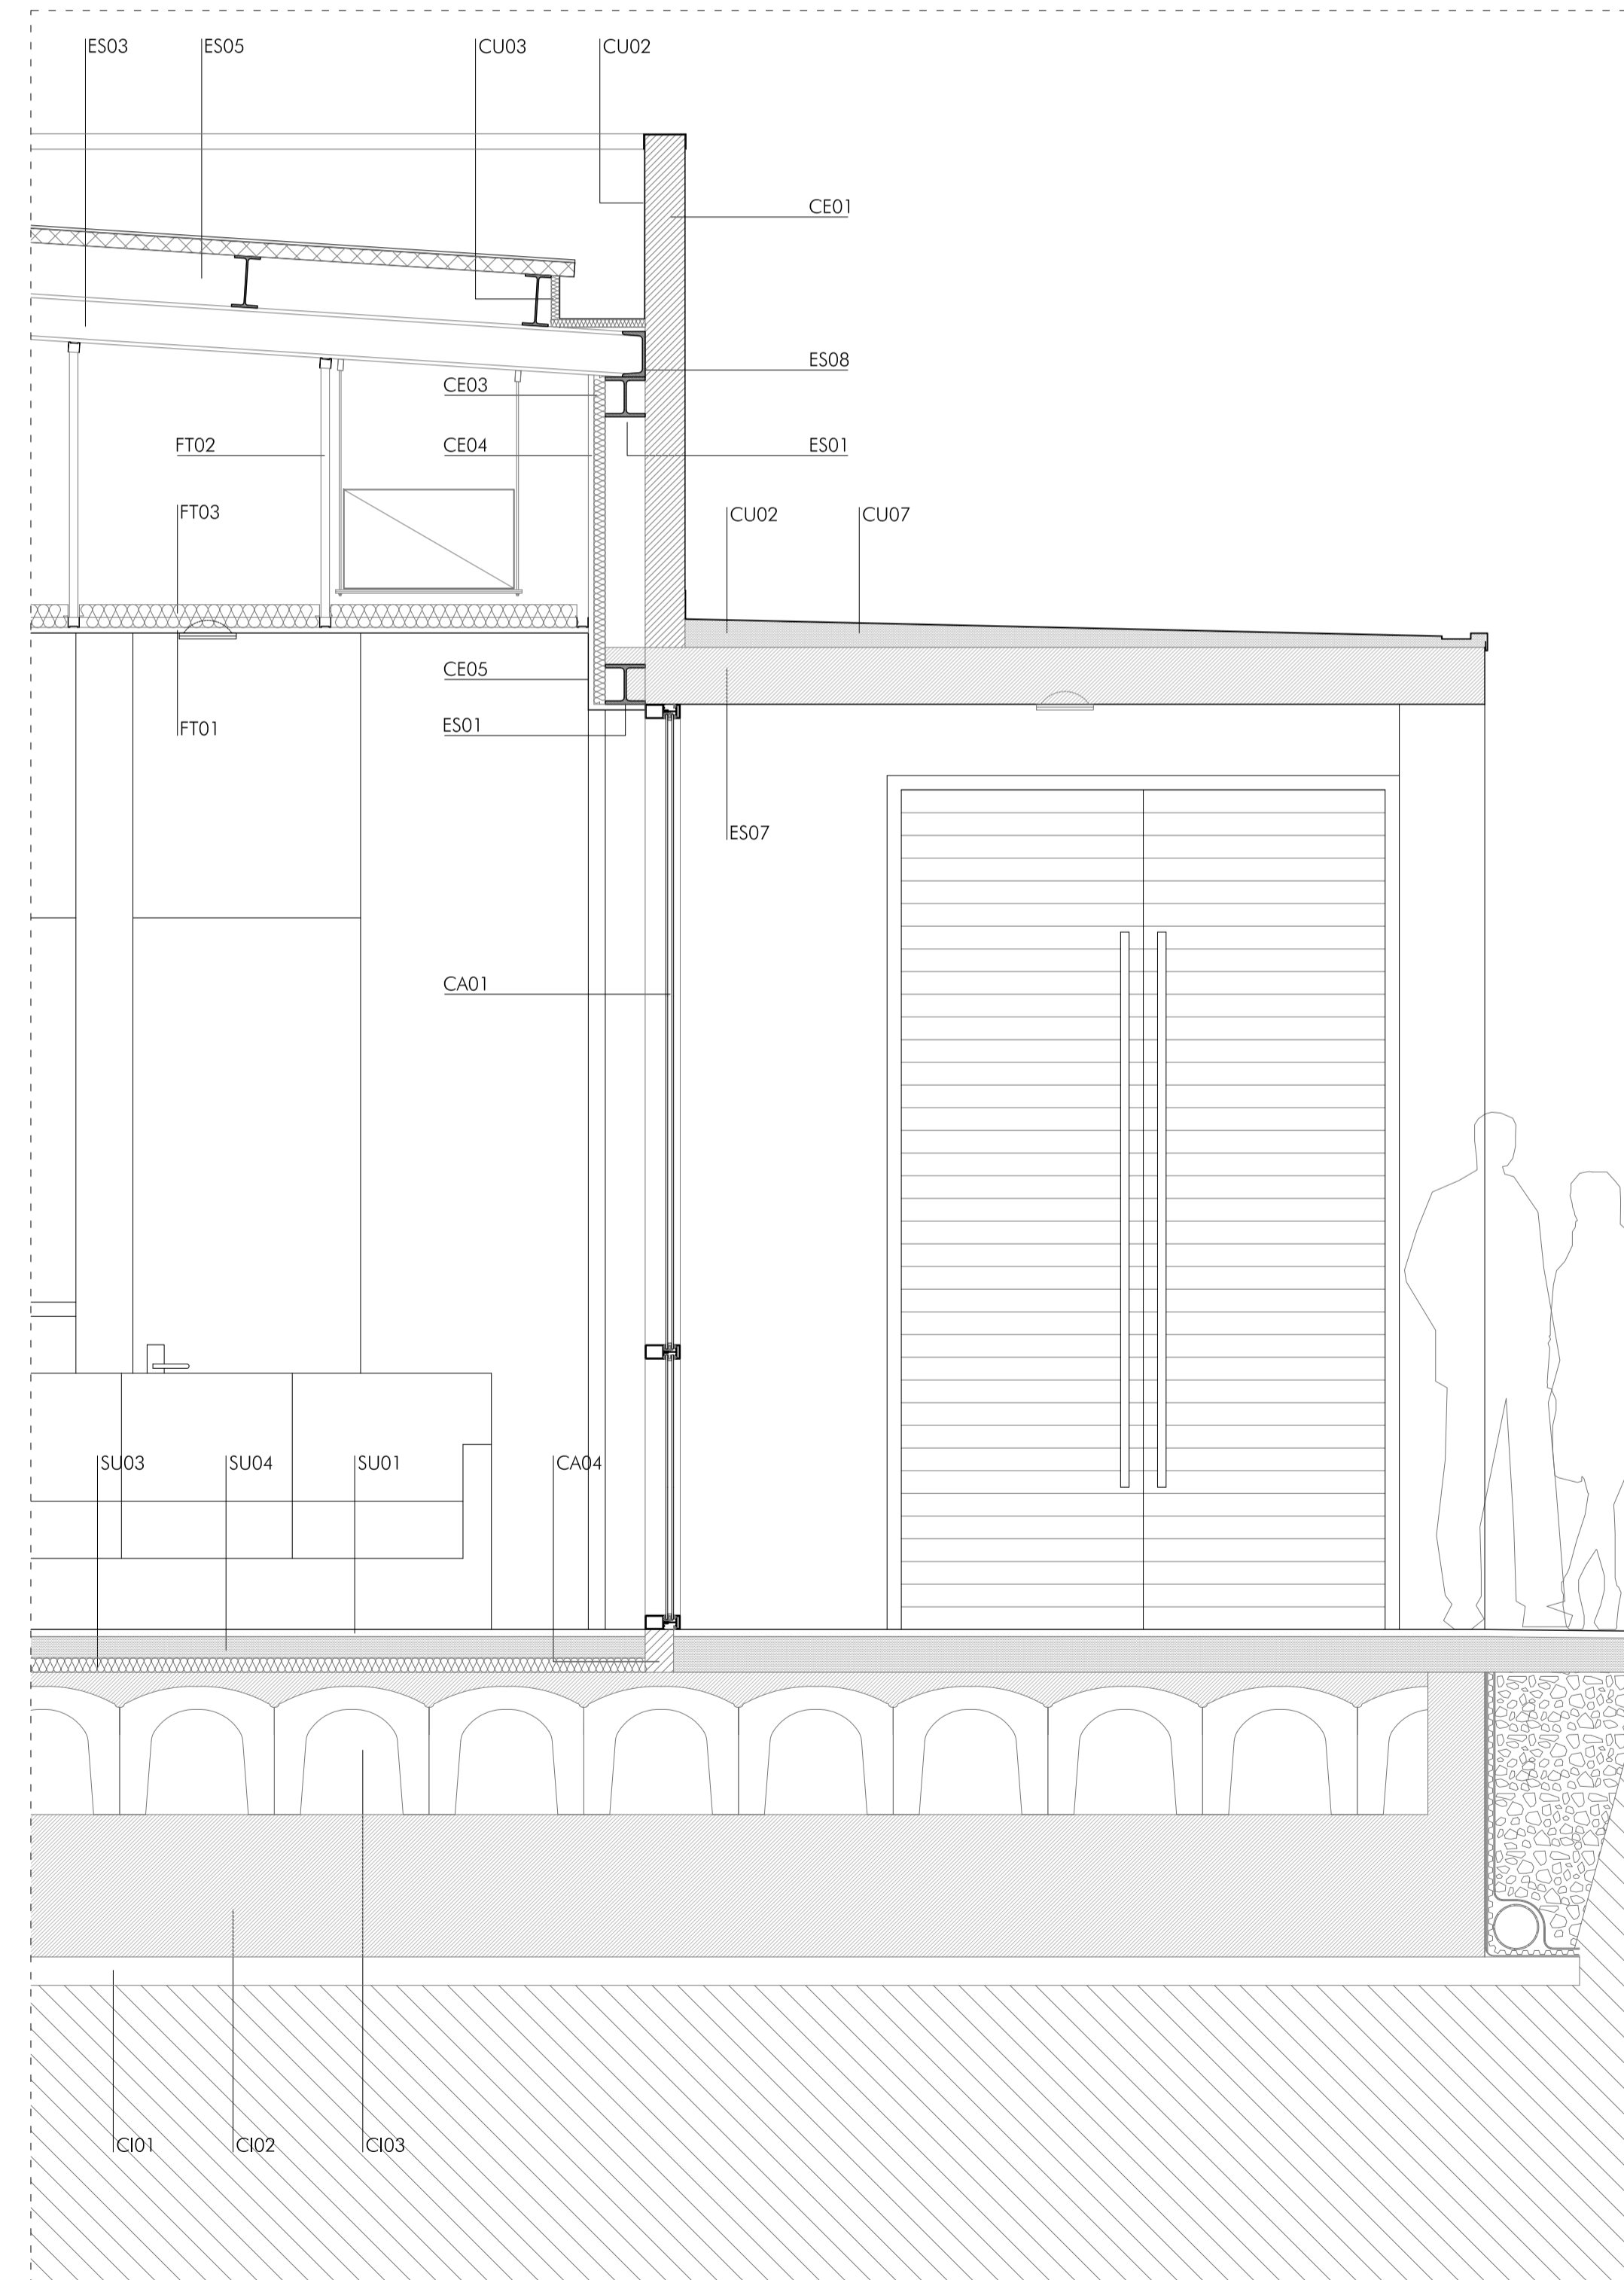 ES03 ES05 CU03 CU02
CE01
ES08
CE03
FT02 CE04 ES01
FT03 CU02 CU07
CE05
FT01 ES01
ES07
CA01
SU03 SU04 SU01 CA04
CI01 CI02 CI03